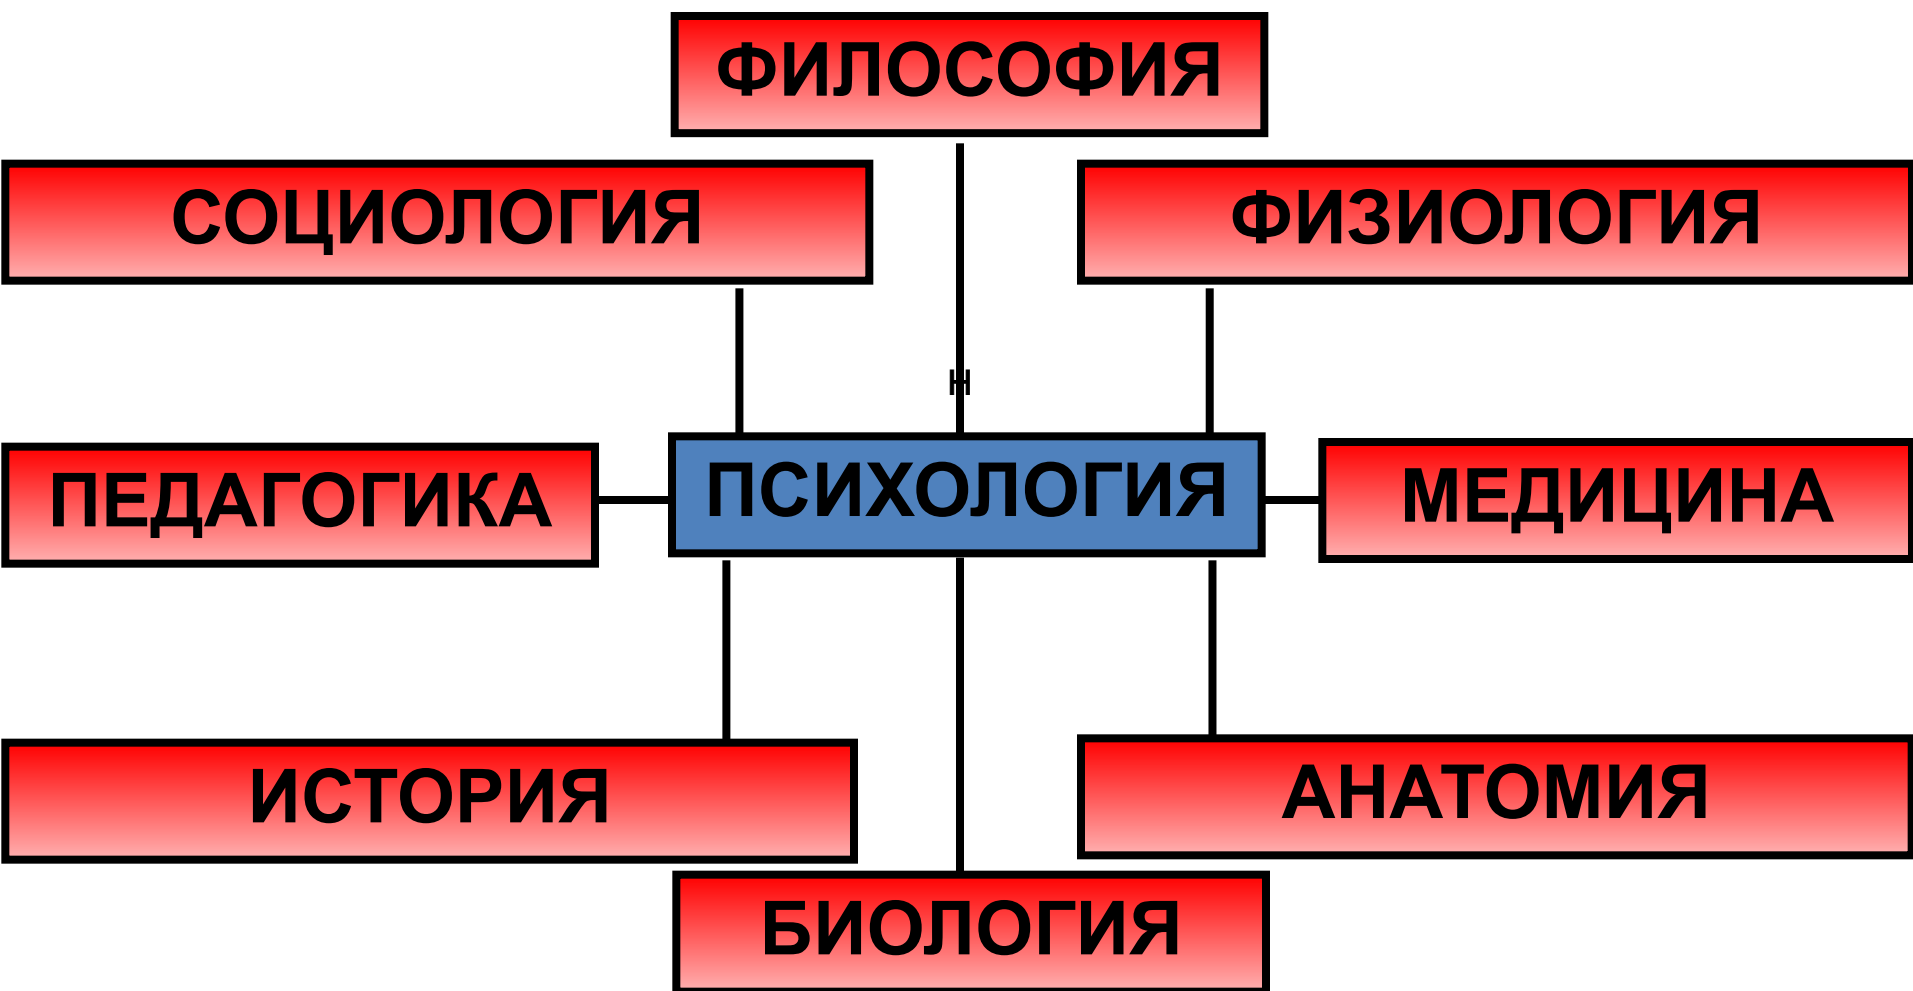 ФИЛОСОФИЯ
СОЦИОЛОГИЯ
ФИЗИОЛОГИЯ
н
ПЕДАГОГИКА
ПСИХОЛОГИЯ
МЕДИЦИНА
ИСТОРИЯ
АНАТОМИЯ
БИОЛОГИЯ